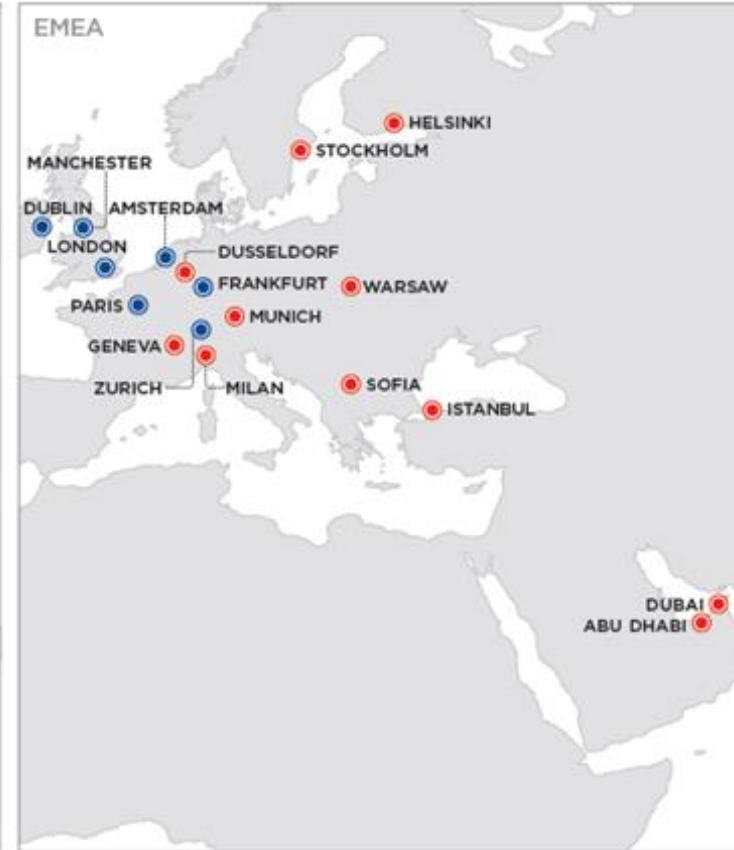 EMEA
HELSINKI
STOCKHOLM
MANCHESTER
DUBLIN
AMSTERDAM
LONDON
DUSSELDORF
FRANKFURT
WARSAW
PARIS
MUNICH
GENEVA
ZURICH
MILAN
SOFIA
ISTANBUL
DUBAI
ABU DHABI